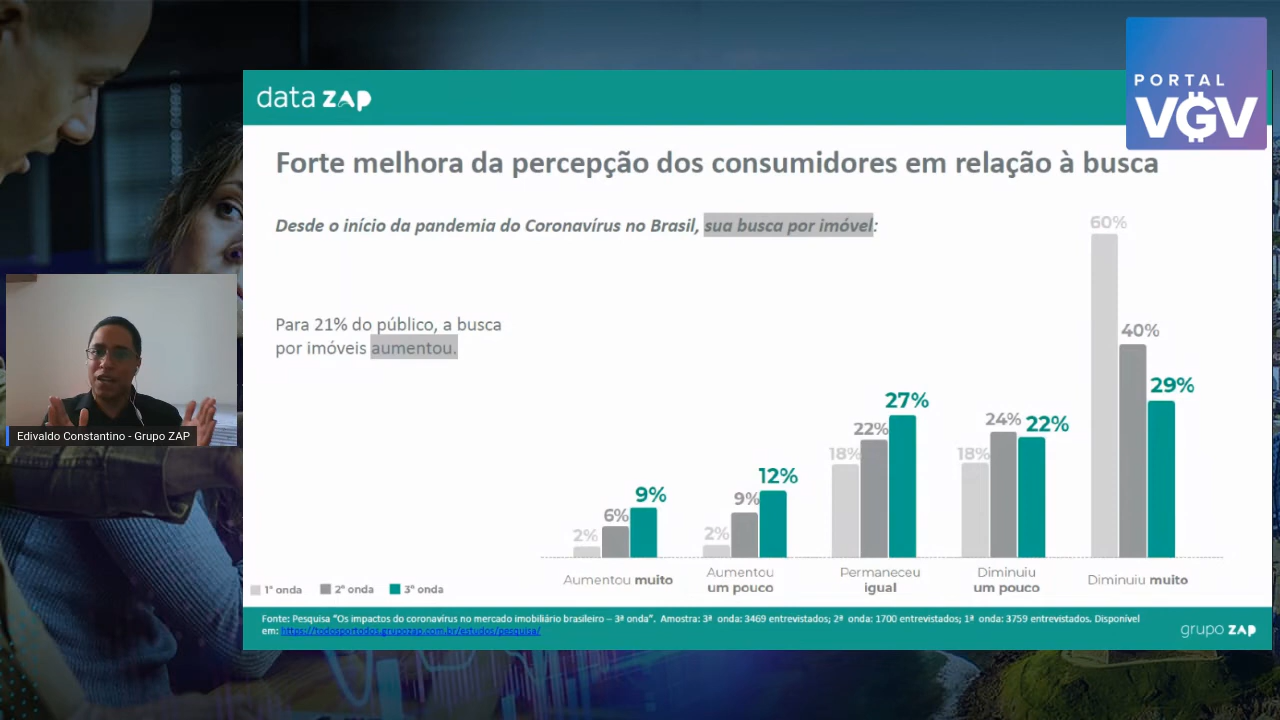 PORTAL
VGV
data ZAP
Forte melhora da percepção dos consumidores em relação à busca
Desde o início da pandemia do Coronavírus no Brasil, sua busca por imóvel:
Para 21% do público, a busca
por imóveis aumentou.
2%
6%
9%
2%
9%
12%
18%
22%
27%
18%
24%
22%
60%
40%
29%
Aumentou muito
Aumentou
um pouco
Permaneceu
igual
Diminuiu
um pouco
Diminuiu muito
1ª onda
2ª onda
3ª onda
Fonte: Pesquisa "Os impactos do coronavírus no mercado imobiliário brasileiro – 3ª onda". Amostra: 3ª onda: 3469 entrevistados; 2ª onda: 1700 entrevistados; 1ª onda: 3759 entrevistados. Disponível
em: https://todosportodos.grupozap.com.br/estudos/pesquisa/
grupo ZAP
Edivaldo Constantino - Grupo ZAP